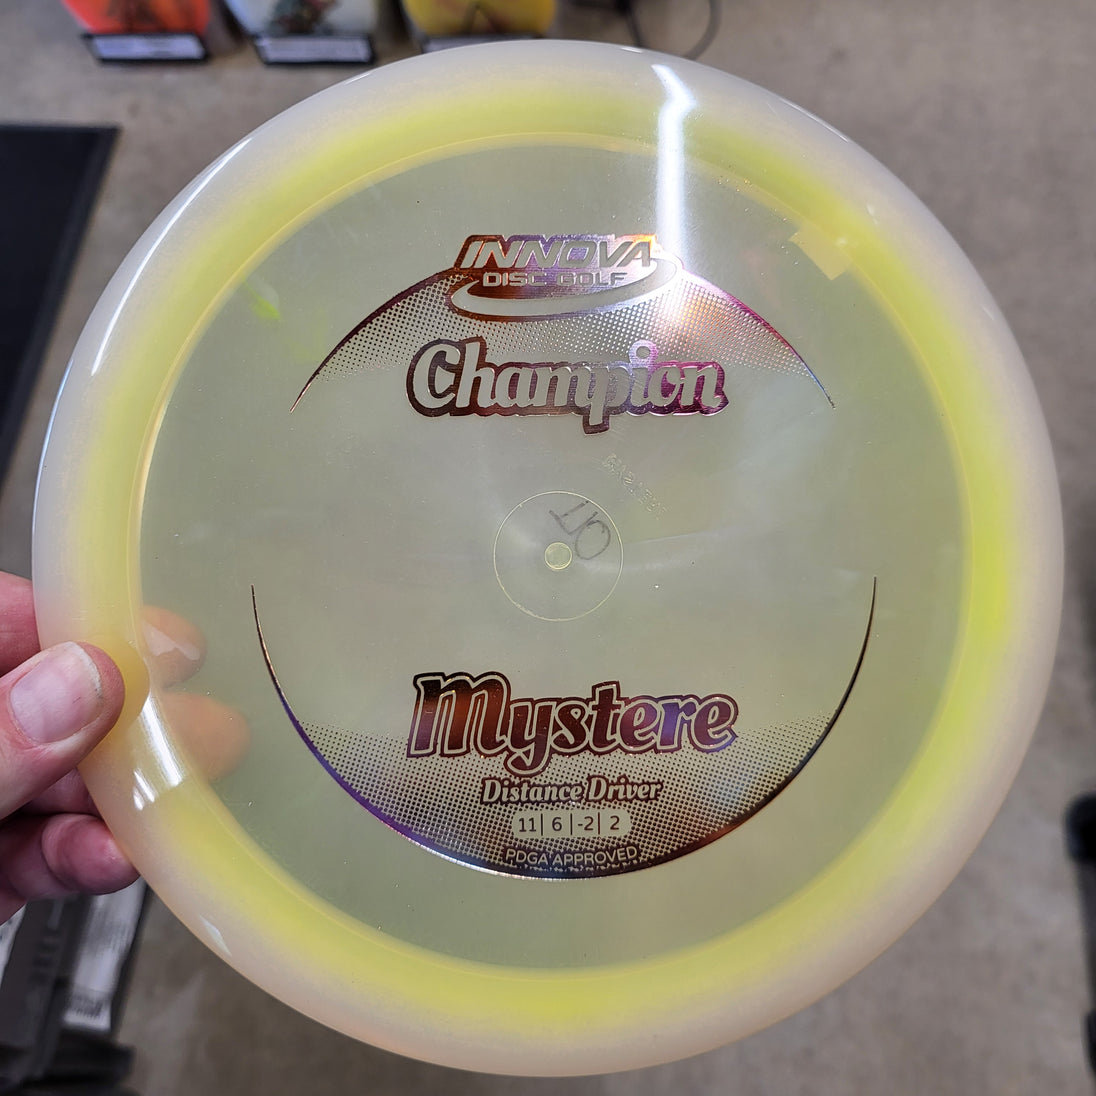 INNOVA
DISC GOLF
Champion
Mystere
Distance Driver
11| 6 |-2| 2
PDGA APPROVED